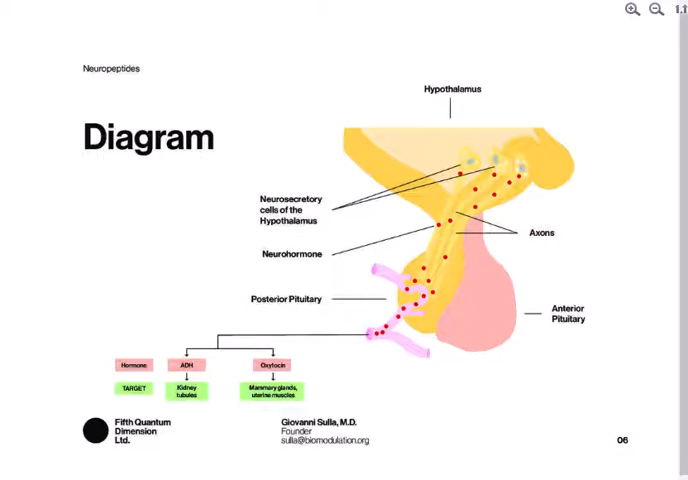 Neuropeptides
Diagram
Hypothalamus
Neurosecretory
cells of the
Hypothalamus
Axons
Neurohormone
Posterior Pituitary
Anterior
Pituitary
Hormone
ADH
Oxytocin
TARGET
Kidney
tubules
Mammary glands,
uterine muscles
Fifth Quantum
Dimension
Ltd.
Giovanni Sulla, M.D.
Founder
sulla@biomodulation.org
06